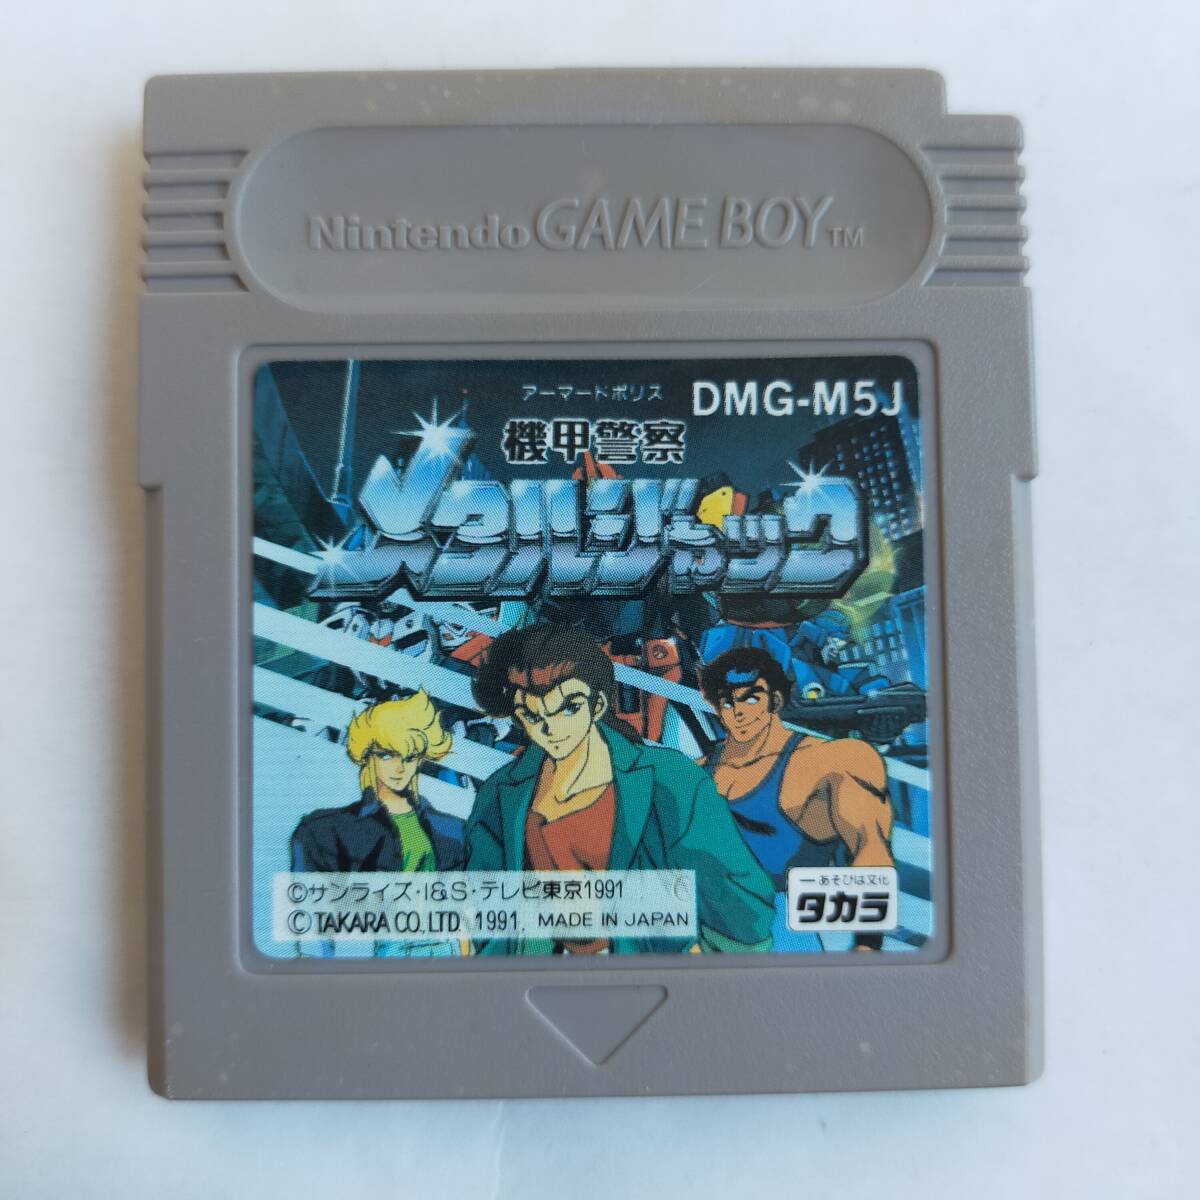 Nintendo GAME BOY TM
アーマードポリス
DMG-M5J
機甲警察
メタルジャック
©サンライズ・I&S・テレビ東京1991
© TAKARA CO., LTD. 1991, MADE IN JAPAN
ーあそびは文化
タカラ